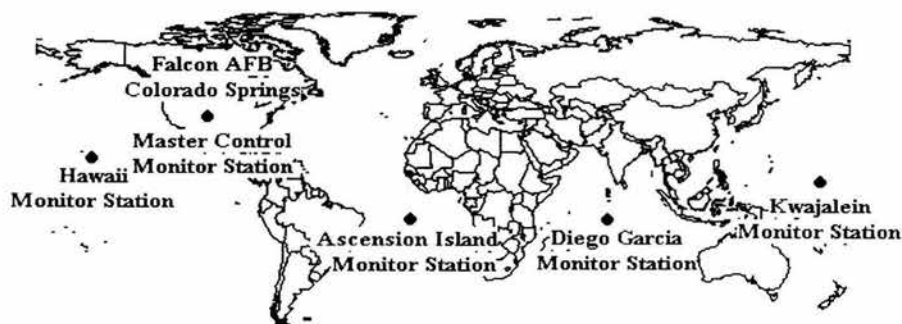 Falcon AFB
Colorado Springs
Master Control
Monitor Station
Hawaii
Monitor Station
Ascension Island
Monitor Station
Diego Garcia
Monitor Station
Kwajalein
Monitor Station